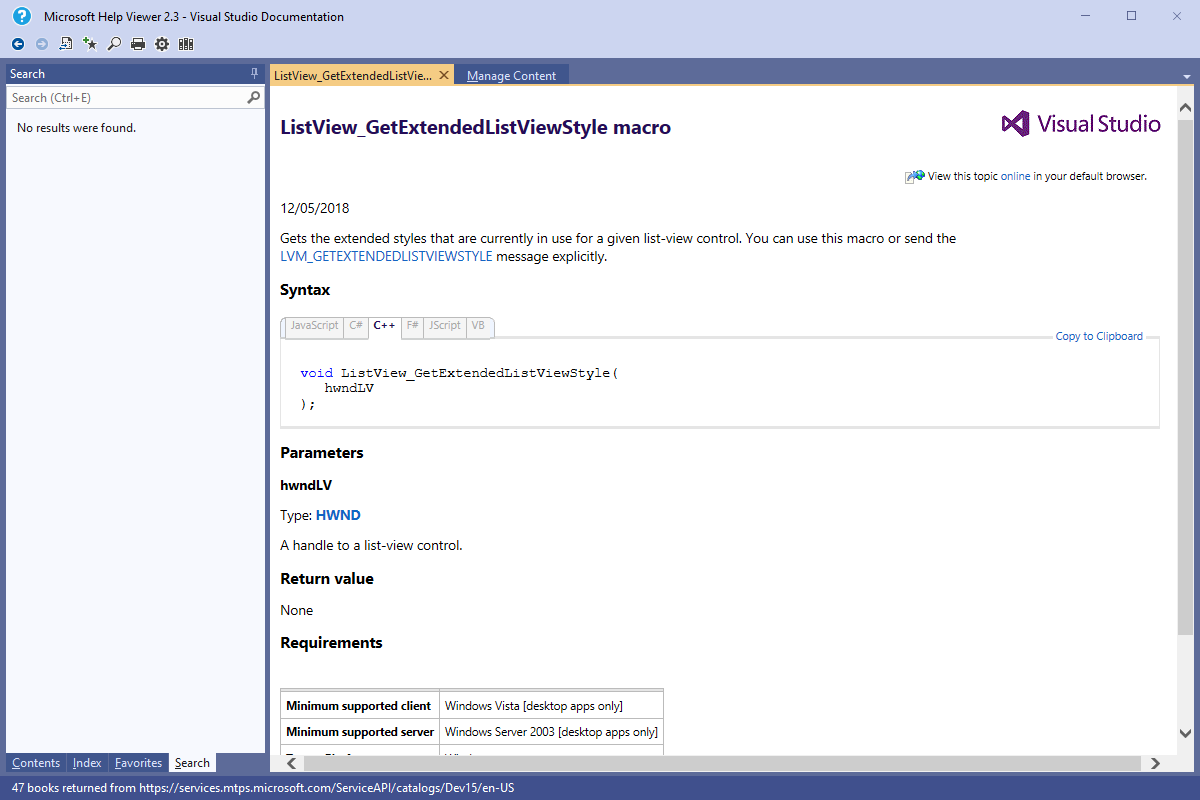 Microsoft Help Viewer 2.3 - Visual Studio Documentation
Search
Search (Ctrl+E)
No results were found.
ListView_GetExtendedListVie...
Manage Content
ListView_GetExtendedListViewStyle macro
Visual Studio
View this topic online in your default browser.
12/05/2018
Gets the extended styles that are currently in use for a given list-view control. You can use this macro or send the
LVM_GETEXTENDEDLISTVIEWSTYLE message explicitly.
Syntax
JavaScript C# C++ F# JScript VB
Copy to Clipboard
void ListView_GetExtendedListViewStyle(
hwndLV
);
Parameters
hwndLV
Type: HWND
A handle to a list-view control.
Return value
None
Requirements
Minimum supported client Windows Vista [desktop apps only]
Minimum supported server Windows Server 2003 [desktop apps only]
Contents Index Favorites Search
47 books returned from https://services.mtps.microsoft.com/ServiceAPI/catalogs/Dev15/en-US